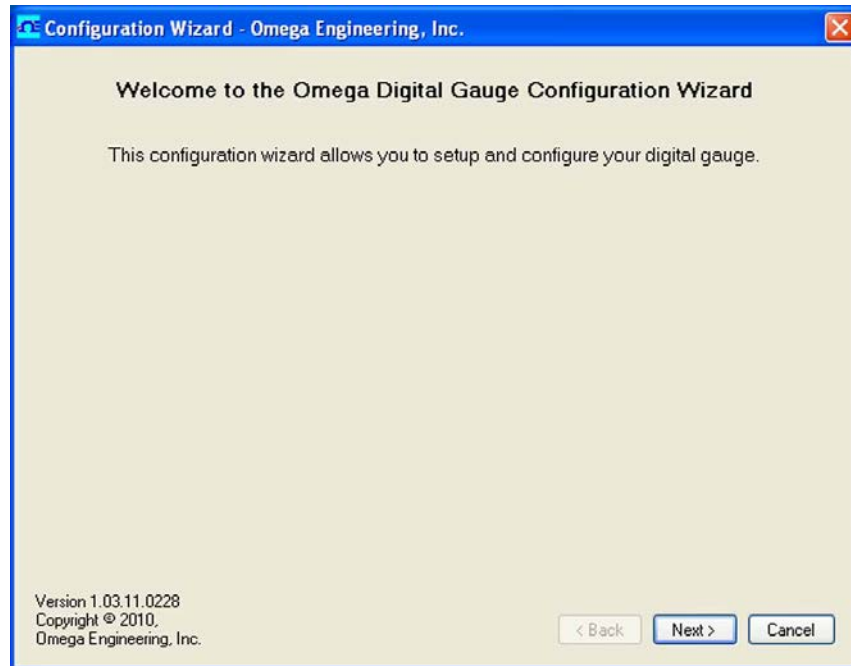 Configuration Wizard - Omega Engineering, Inc.
Welcome to the Omega Digital Gauge Configuration Wizard
This configuration wizard allows you to setup and configure your digital gauge.
Version 1.03.11.0228
Copyright © 2010,
Omega Engineering, Inc.
< Back Next > Cancel